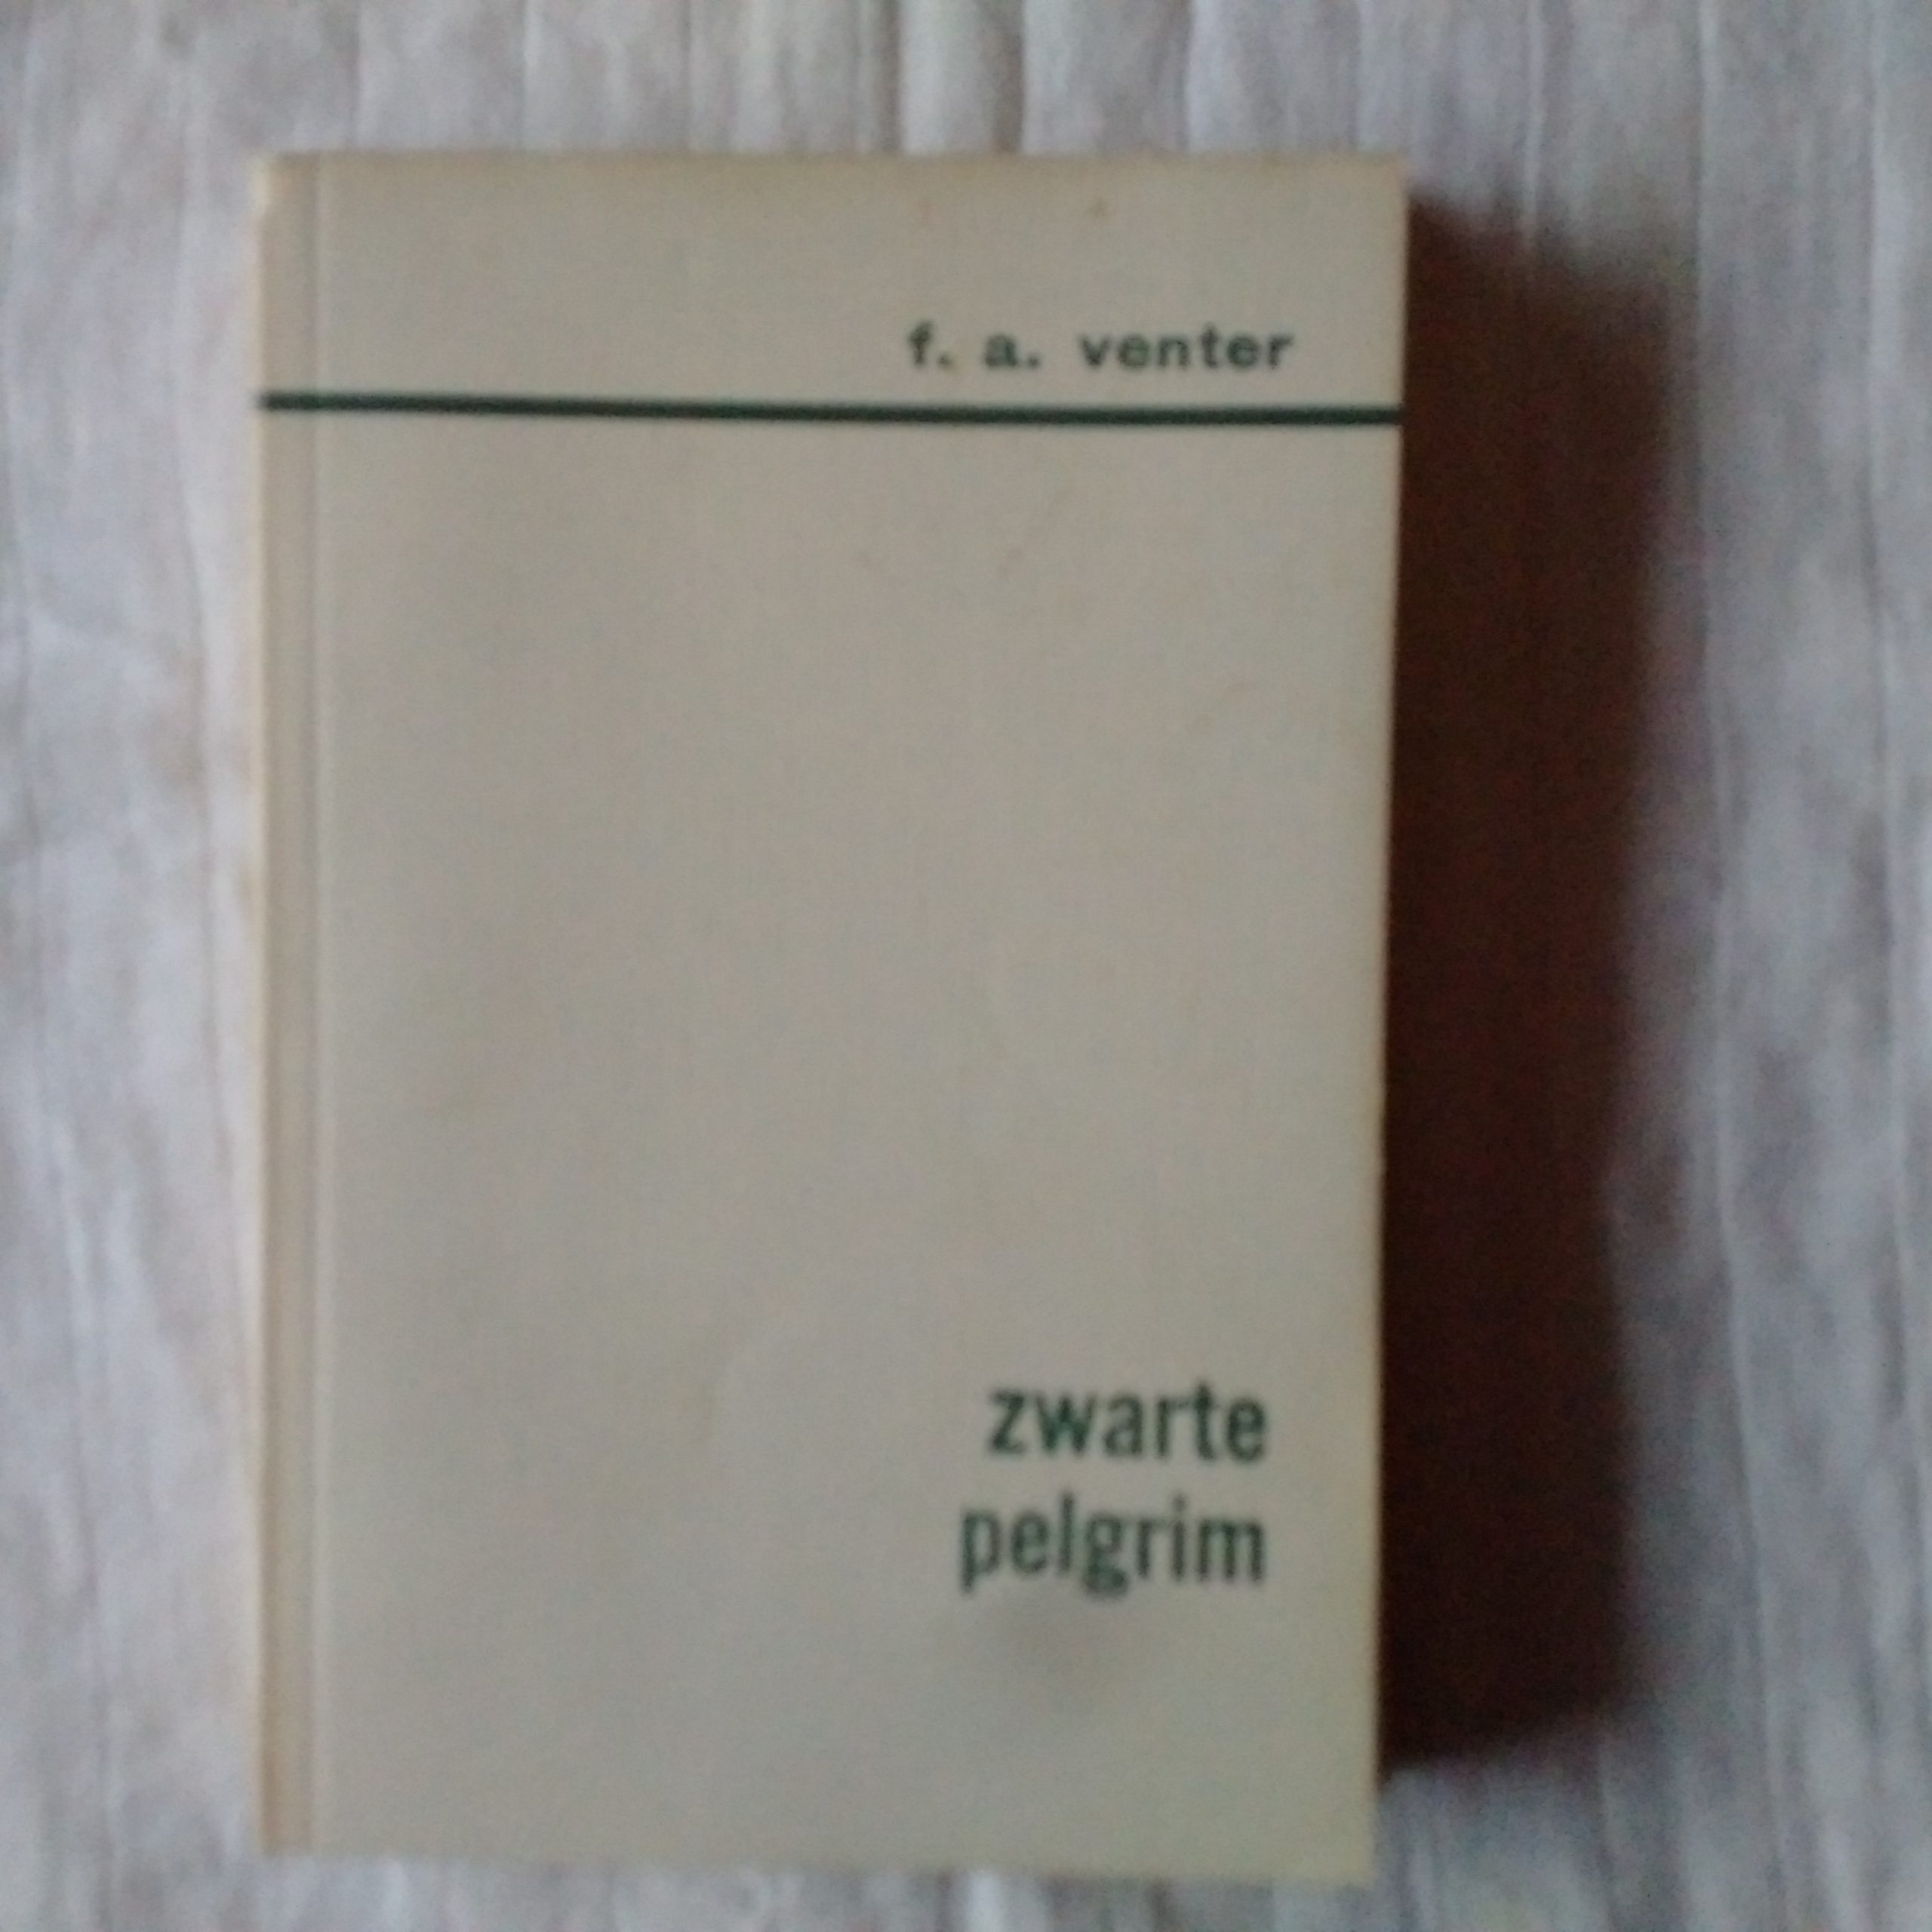 f. a. venter
zwarte
pelgrim